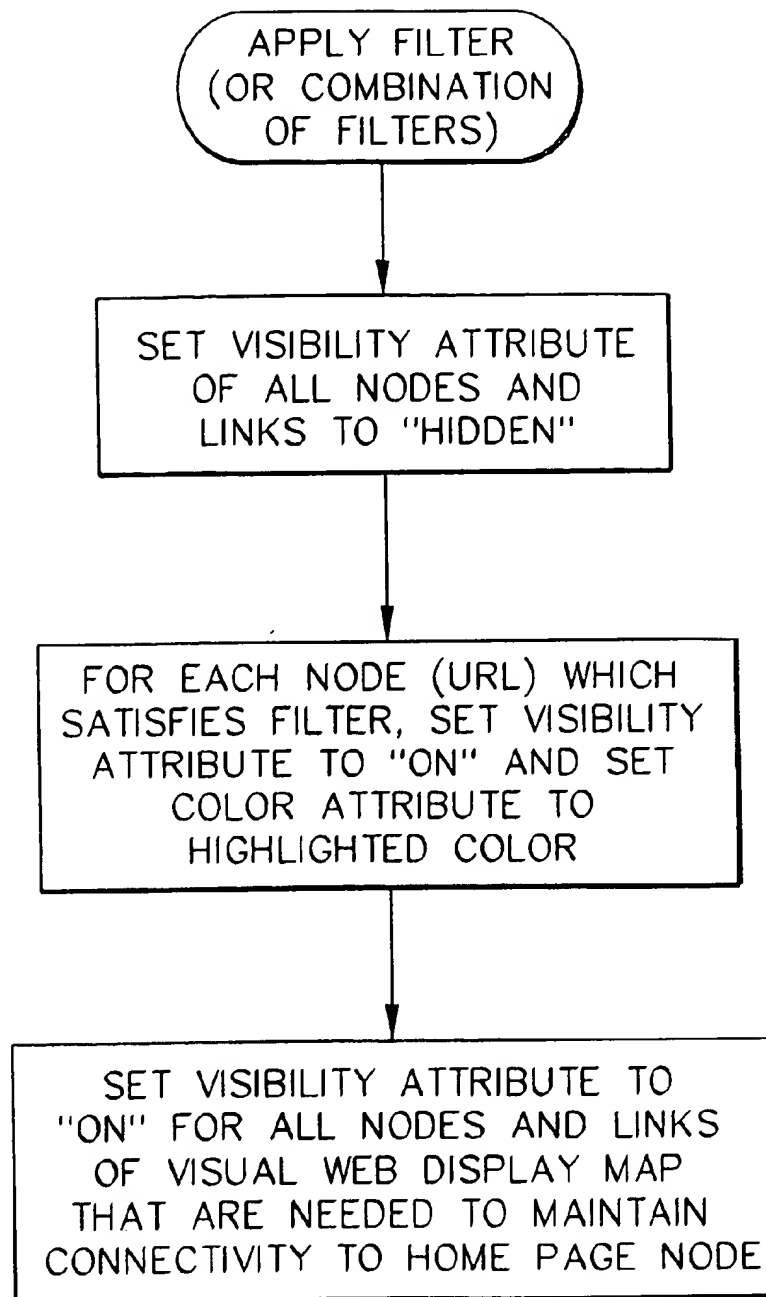 APPLY FILTER
(OR COMBINATION
OF FILTERS)
SET VISIBILITY ATTRIBUTE
OF ALL NODES AND
LINKS TO "HIDDEN"
FOR EACH NODE (URL) WHICH
SATISFIES FILTER, SET VISIBILITY
ATTRIBUTE TO "ON" AND SET
COLOR ATTRIBUTE TO
HIGHLIGHTED COLOR
SET VISIBILITY ATTRIBUTE TO
"ON" FOR ALL NODES AND LINKS
OF VISUAL WEB DISPLAY MAP
THAT ARE NEEDED TO MAINTAIN
CONNECTIVITY TO HOME PAGE NODE